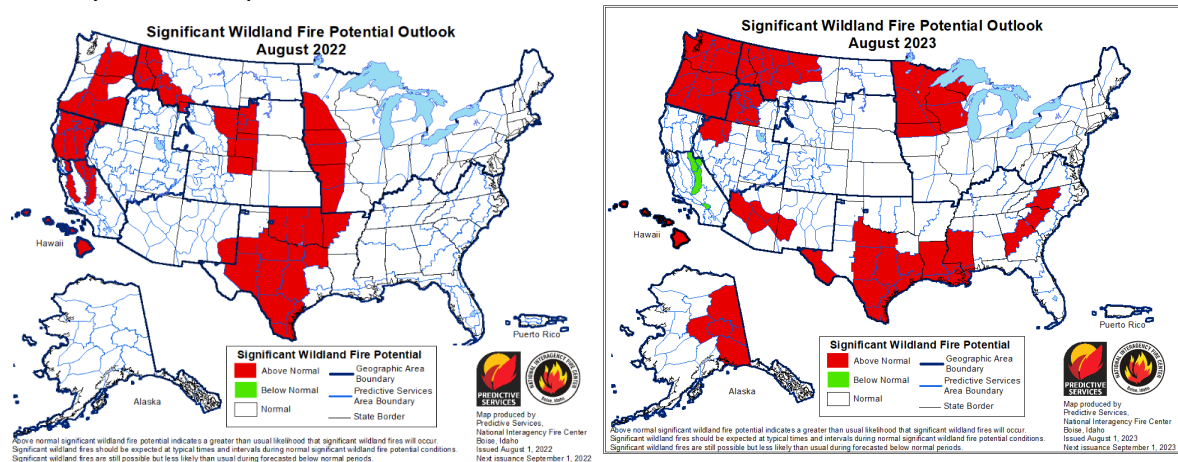 Significant Wildland Fire Potential Outlook
August 2022
Hawaii
Puerto Rico
Alaska
Significant Wildland Fire Potential
Above Normal
Below Normal
Normal
Geographic Area
Boundary
Predictive Services
Area Boundary
State Border
PREDICTIVE
SERVICES
NATIONAL INTERAGENCY FIRE CENTER
Boise, Idaho
Map produced by
Predictive Services,
National Interagency Fire Center
Boise, Idaho
Issued August 1, 2022
Next issuance September 1, 2022
Above normal significant wildland fire potential indicates a greater than usual likelihood that significant wildland fires will occur.
Significant wildland fires should be expected at typical times and intervals during normal significant wildland fire potential conditions.
Significant wildland fires are still possible but less likely than usual during forecasted below normal periods.
Significant Wildland Fire Potential Outlook
August 2023
Hawaii
Puerto Rico
Alaska
Significant Wildland Fire Potential
Above Normal
Below Normal
Normal
Geographic Area
Boundary
Predictive Services
Area Boundary
State Border
PREDICTIVE
SERVICES
NATIONAL INTERAGENCY FIRE CENTER
Boise, Idaho
Map produced by
Predictive Services,
National Interagency Fire Center
Boise, Idaho
Issued August 1, 2023
Next issuance September 1, 2023
Above normal significant wildland fire potential indicates a greater than usual likelihood that significant wildland fires will occur.
Significant wildland fires should be expected at typical times and intervals during normal significant wildland fire potential conditions.
Significant wildland fires are still possible but less likely than usual during forecasted below normal periods.